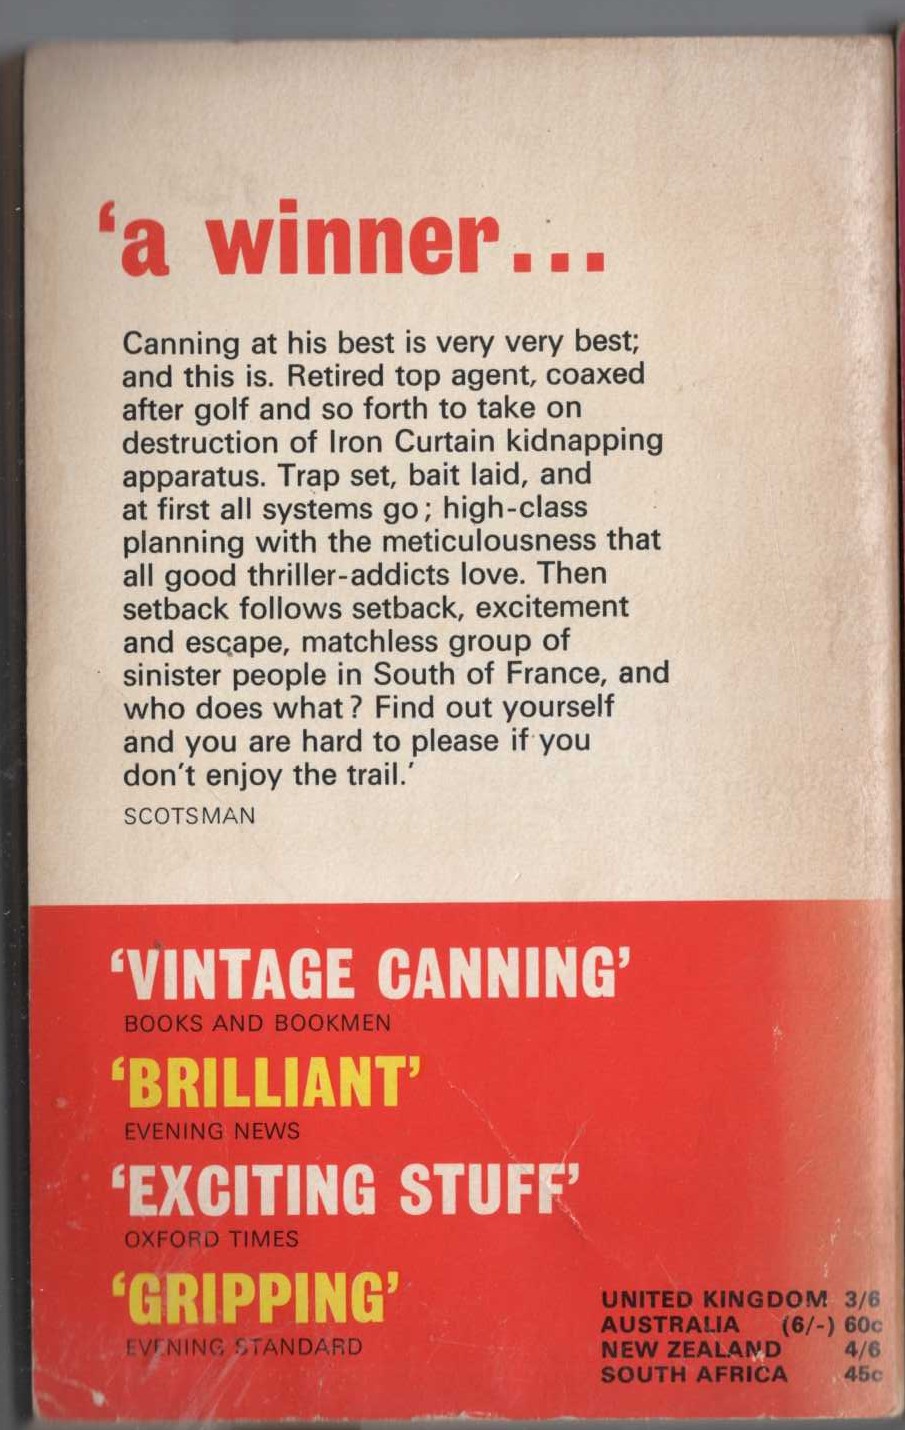 ‘a winner...
Canning at his best is very very best;
and this is. Retired top agent, coaxed
after golf and so forth to take on
destruction of Iron Curtain kidnapping
apparatus. Trap set, bait laid, and
at first all systems go; high-class
planning with the meticulousness that
all good thriller-addicts love. Then
setback follows setback, excitement
and escape, matchless group of
sinister people in South of France, and
who does what? Find out yourself
and you are hard to please if you
don't enjoy the trail.’
SCOTSMAN
‘VINTAGE CANNING’
BOOKS AND BOOKMEN
‘BRILLIANT’
EVENING NEWS
‘EXCITING STUFF’
OXFORD TIMES
‘GRIPPING’
EVENING STANDARD
UNITED KINGDOM 3/6
AUSTRALIA (6/-) 60c
NEW ZEALAND 4/6
SOUTH AFRICA 45c